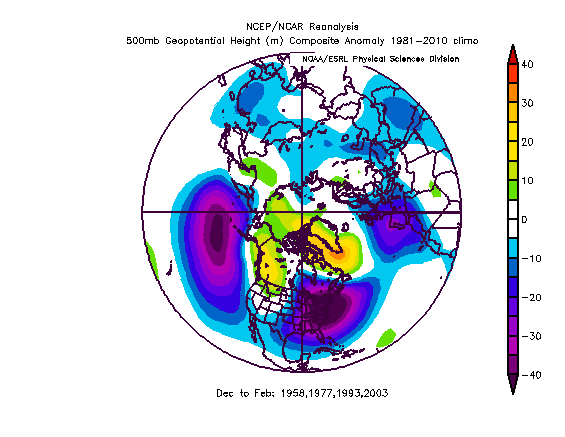 NCEP/NCAR Reanalysis
500mb Geopotential Height (m) Composite Anomaly 1981-2010 climo
NOAA/ESRL Physical Sciences Division
40
30
20
10
0
-10
-20
-30
-40
Dec to Feb: 1958,1977,1993,2003